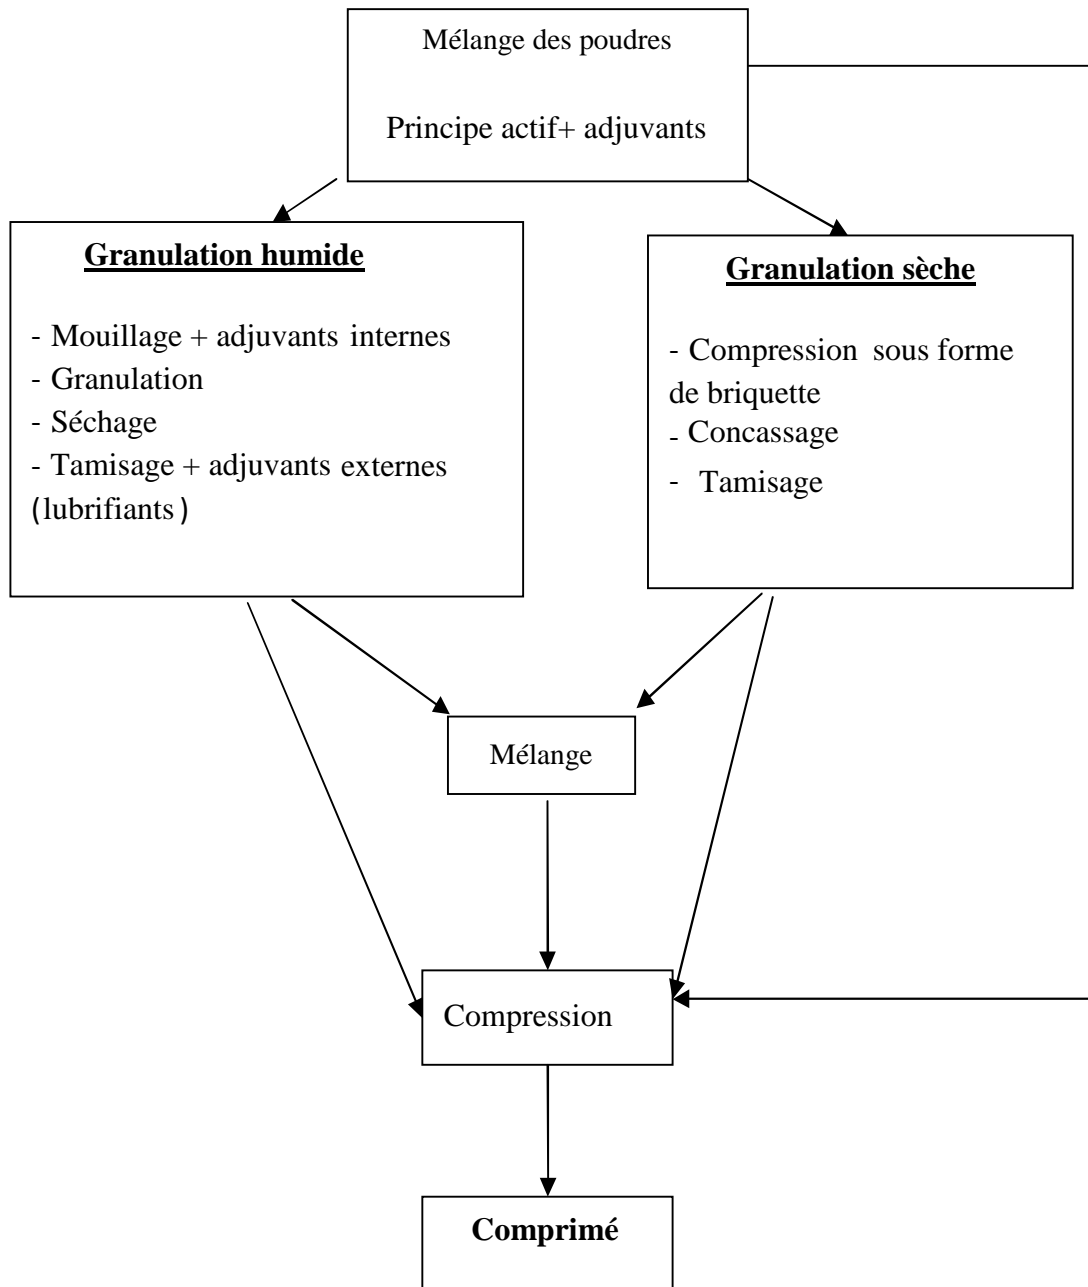 Mélange des poudres
Principe actif+ adjuvants
Granulation humide
- Mouillage + adjuvants internes
- Granulation
- Séchage
- Tamisage + adjuvants externes
(lubrifiants)
Granulation sèche
- Compression sous forme
de briquette
- Concassage
- Tamisage
Mélange
Compression
Comprimé